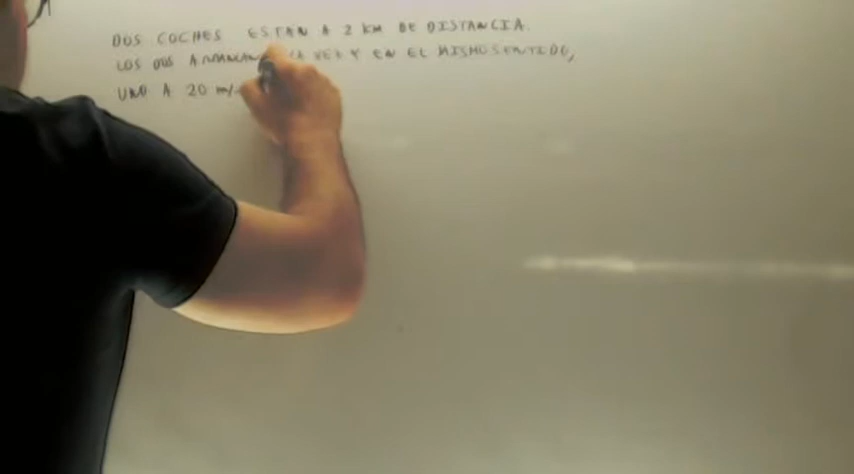 DOS COCHES ESTAN A 2 KM DE DISTANCIA.
LOS DOS ARRANCAN LA VEZ Y EN EL MISMO SENTIDO,
UNO A 20 m/